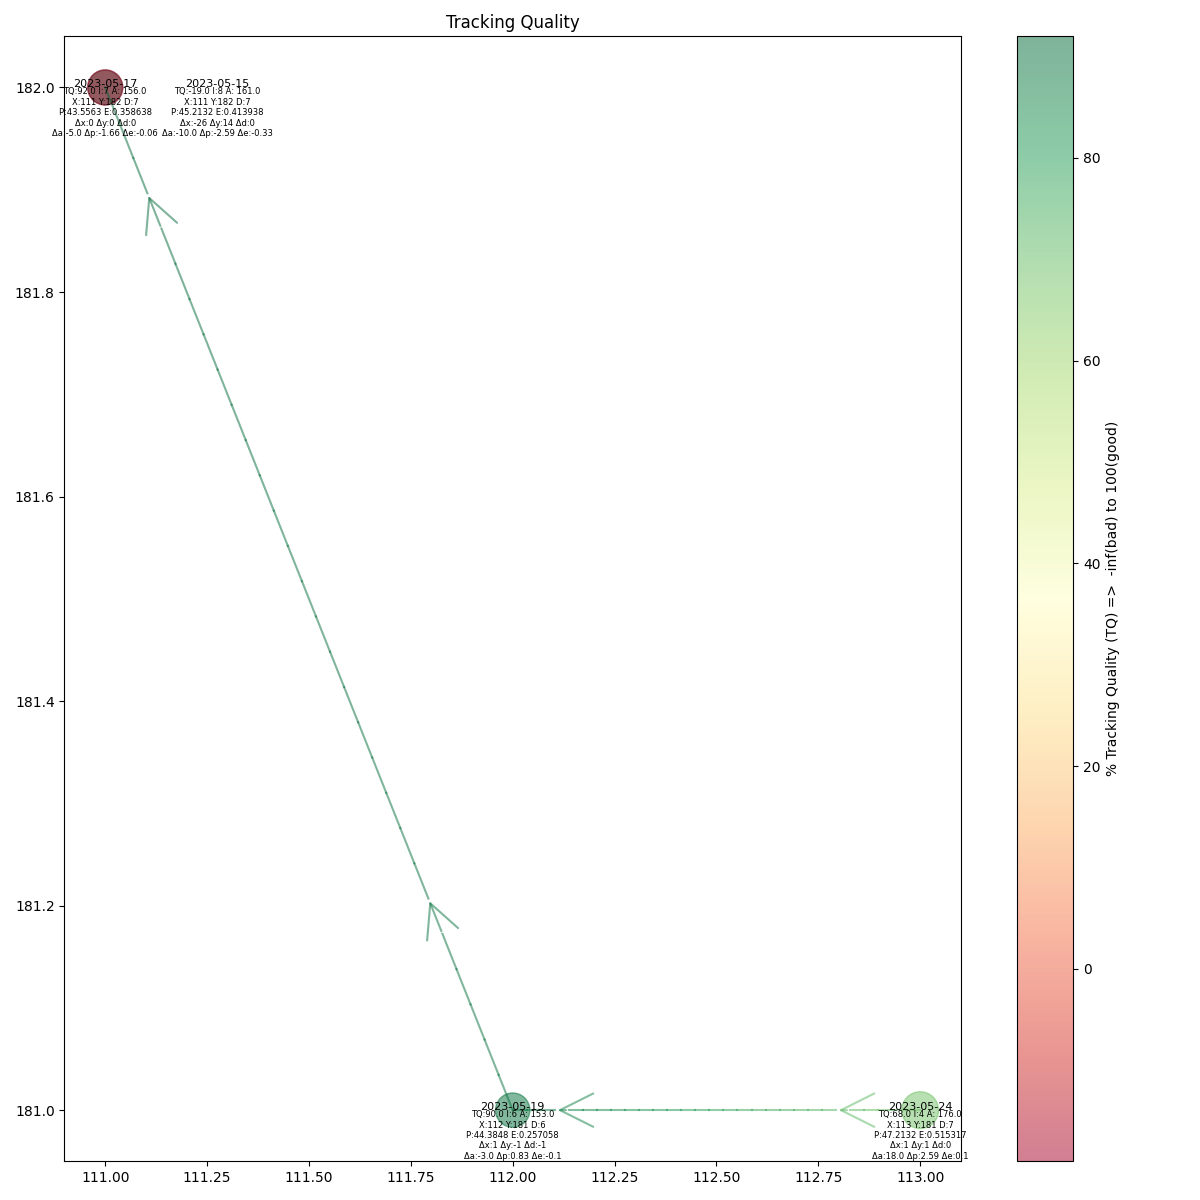 Tracking Quality
182.0
181.8
181.6
181.4
181.2
181.0
2023-05-17
TQ:92.0 I:7 A: 156.0
X:111 Y:182 D:7
P:43.5563 E:0.358638
Δx:0 Δy:0 Δd:0
Δa:-5.0 Δp:-1.66 Δe:-0.06
2023-05-15
TQ:-19.0 I:8 A: 161.0
X:111 Y:182 D:7
P:45.2132 E:0.413938
Δx:-26 Δy:14 Δd:0
Δa:-10.0 Δp:-2.59 Δe:-0.33
2023-05-19
TQ:90.0 I:6 A: 153.0
X:112 Y:181 D:6
P:44.3848 E:0.257058
Δx:1 Δy:-1 Δd:-1
Δa:-3.0 Δp:0.83 Δe:-0.1
2023-05-24
TQ:68.0 I:4 A: 176.0
X:113 Y:181 D:7
P:47.2132 E:0.515317
Δx:1 Δy:1 Δd:0
Δa:18.0 Δp:2.59 Δe:0.1
111.00 111.25 111.50 111.75 112.00 112.25 112.50 112.75 113.00
80
60
40
20
0
% Tracking Quality (TQ) => -inf(bad) to 100(good)